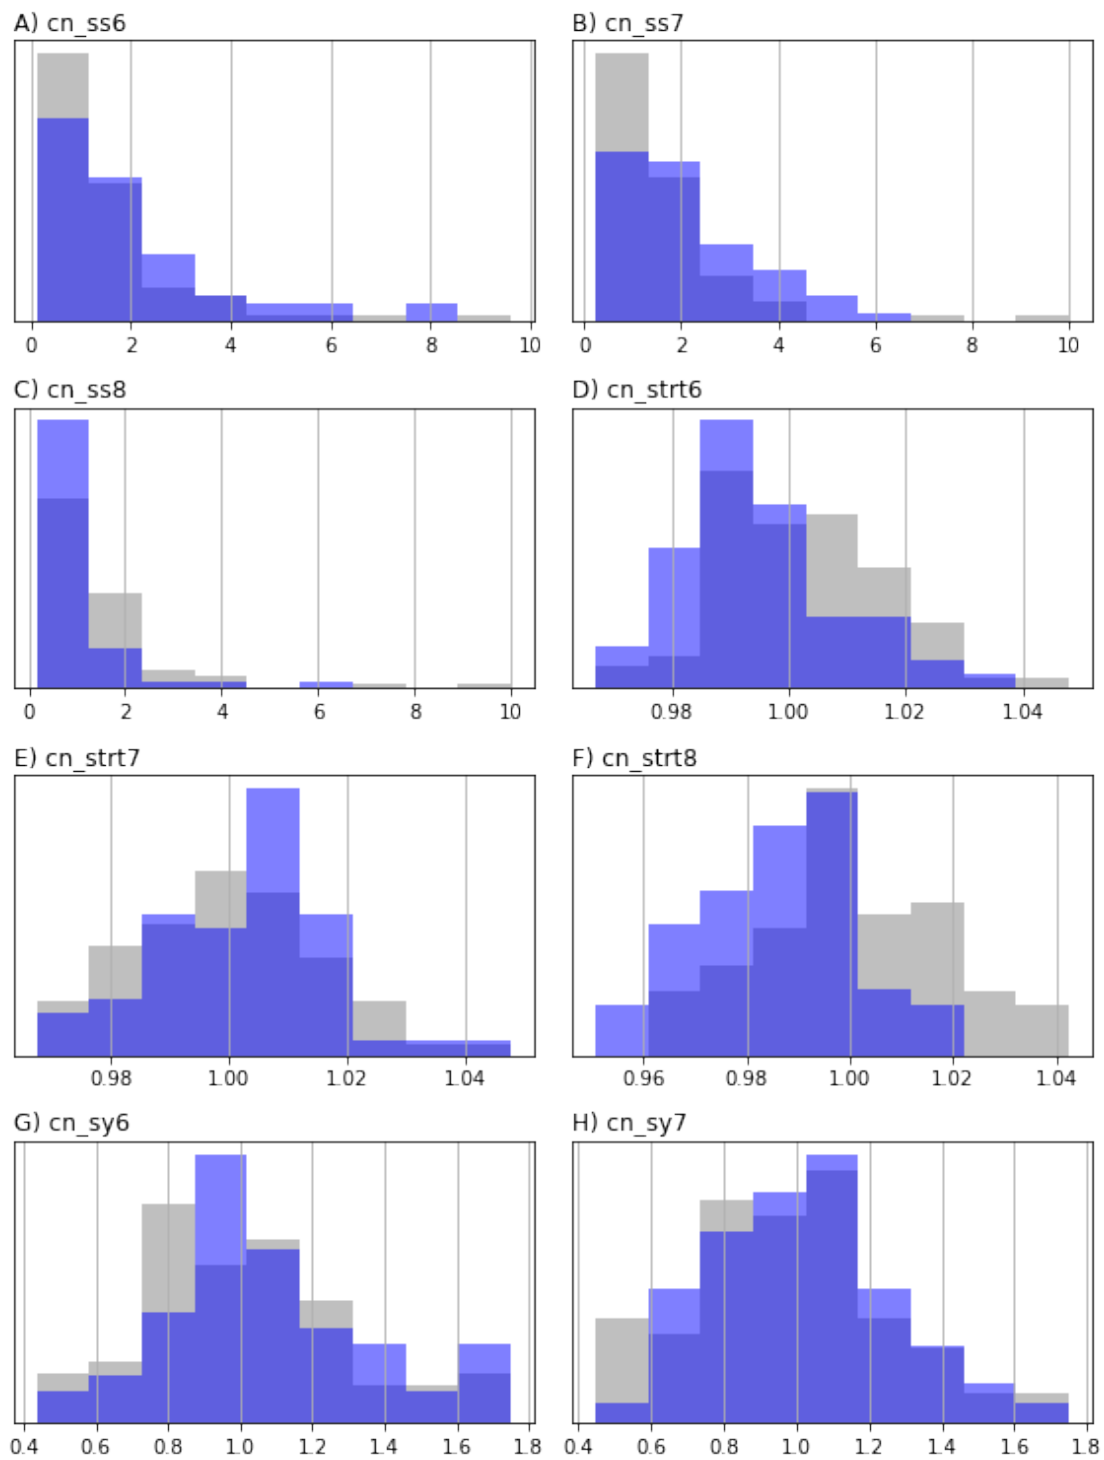 A) cn_ss6
B) cn_ss7
0 2 4 6 8 10
0 2 4 6 8 10
C) cn_ss8
D) cn_strt6
0 2 4 6 8 10
0.98 1.00 1.02 1.04
E) cn_strt7
F) cn_strt8
0.98 1.00 1.02 1.04
0.96 0.98 1.00 1.02 1.04
G) cn_sy6
H) cn_sy7
0.4 0.6 0.8 1.0 1.2 1.4 1.6 1.8
0.4 0.6 0.8 1.0 1.2 1.4 1.6 1.8